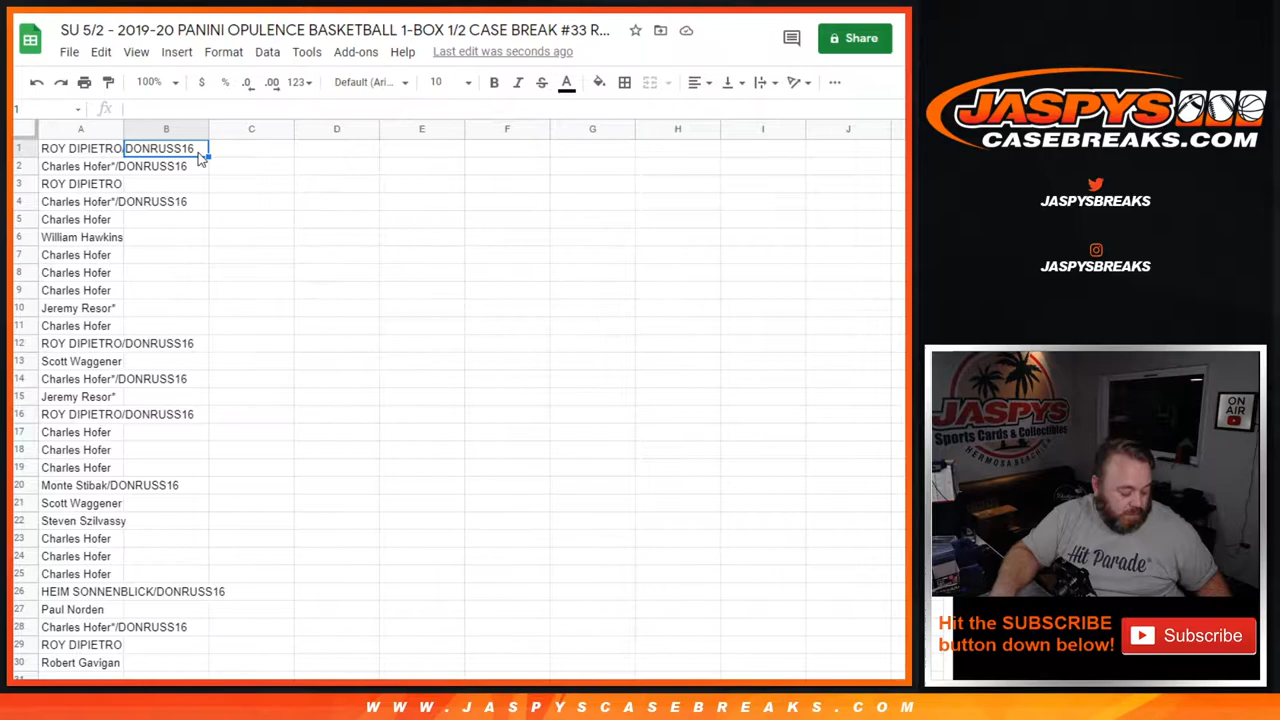 SU 5/2 - 2019-20 PANINI OPULENCE BASKETBALL 1-BOX 1/2 CASE BREAK #33 R...
Share
File Edit View Insert Format Data Tools Add-ons Help Last edit was seconds ago
100% $ % .0 .00 123 Default (Ari... 10 B I S A
1 fx
A B C D E F G H I J
1 ROY DIPIETRO/DONRUSS16
2 Charles Hofer*/DONRUSS16
3 ROY DIPIETRO
4 Charles Hofer*/DONRUSS16
5 Charles Hofer
6 William Hawkins
7 Charles Hofer
8 Charles Hofer
9 Charles Hofer
10 Jeremy Resor*
11 Charles Hofer
12 ROY DIPIETRO/DONRUSS16
13 Scott Waggener
14 Charles Hofer*/DONRUSS16
15 Jeremy Resor*
16 ROY DIPIETRO/DONRUSS16
17 Charles Hofer
18 Charles Hofer
19 Charles Hofer
20 Monte Stibak/DONRUSS16
21 Scott Waggener
22 Steven Szilvassy
23 Charles Hofer
24 Charles Hofer
25 Charles Hofer
26 HEIM SONNENBLICK/DONRUSS16
27 Paul Norden
28 Charles Hofer*/DONRUSS16
29 ROY DIPIETRO
30 Robert Gavigan
JASPYS
CASEBREAKS.COM
JASPYSBREAKS
JASPYSBREAKS
JASPYS
Sports Cards & Collectibles
HERMOSA BEACH
ON
AIR
Hit Parade
Hit the SUBSCRIBE
button down below!
Subscribe
WWW.JASPYSCASEBREAKS.COM